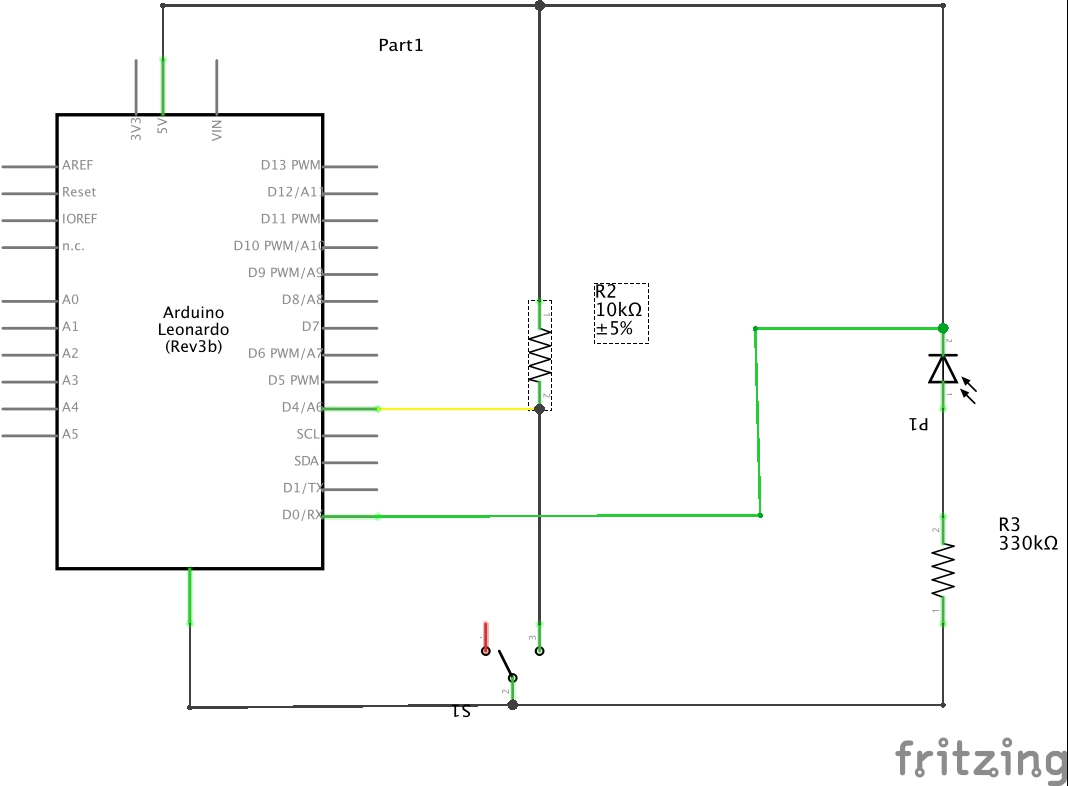 Part1
3V3
5V
VIN
AREF
Reset
IOREF
n.c.
A0
A1
A2
A3
A4
A5
Arduino
Leonardo
(Rev3b)
D13 PWM
D12/A11
D11 PWM
D10 PWM/A10
D9 PWM/A9
D8/A8
D7
D6 PWM/A7
D5 PWM
D4/A6
SCL
SDA
D1/TX
D0/RX
R2
10kΩ
±5%
1
2
2
1
P1
2
1
R3
330kΩ
3
2
S1
fritzing